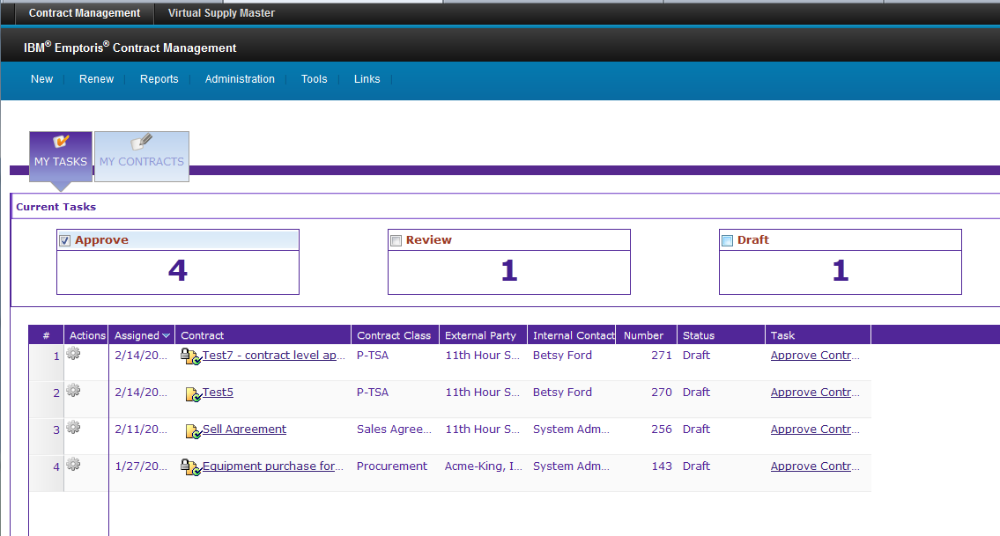 Contract Management Virtual Supply Master
IBM® Emptoris® Contract Management
New Renew Reports Administration Tools Links
MY TASKS MY CONTRACTS
Current Tasks
Approve Review Draft
4 1 1
# Actions Assigned Contract Contract Class External Party Internal Contact Number Status Task
1 2/14/20... Test7 - contract level ap... P-TSA 11th Hour S... Betsy Ford 271 Draft Approve Contr...
2 2/14/20... Test5 P-TSA 11th Hour S... Betsy Ford 270 Draft Approve Contr...
3 2/11/20... Sell Agreement Sales Agree... 11th Hour S... System Adm... 256 Draft Approve Contr...
4 1/27/20... Equipment purchase for... Procurement Acme-King, I... System Adm... 143 Draft Approve Contr...